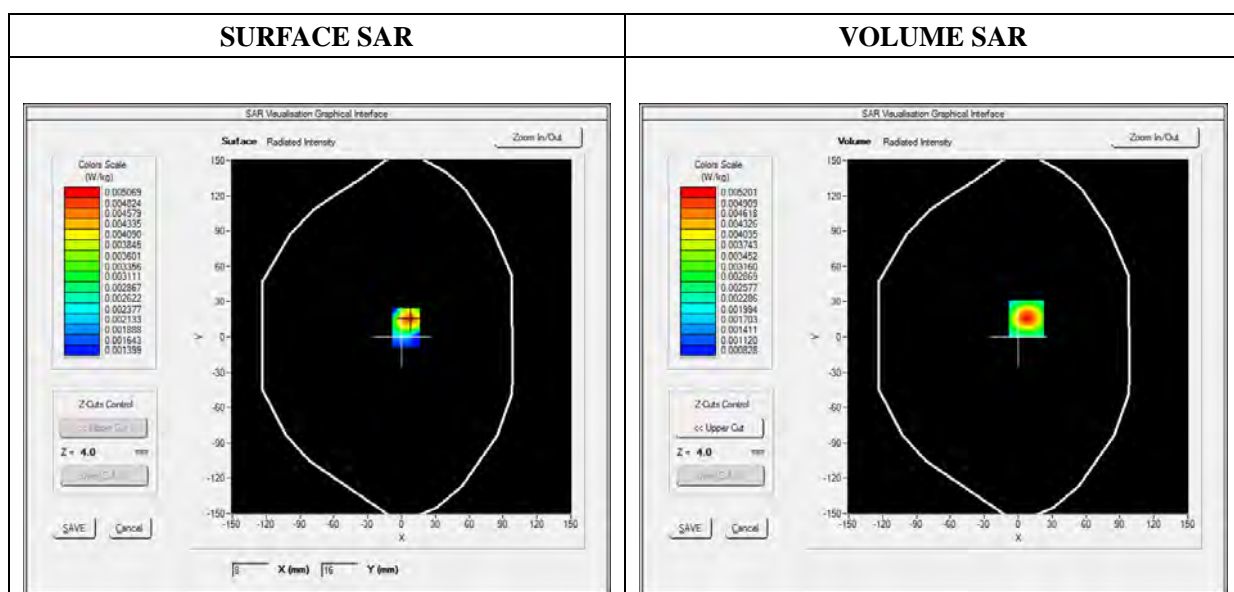 SURFACE SAR
VOLUME SAR
SAR Visualisation Graphical Interface
Surface Radiated Intensity
Zoom In/Out
Colors Scale
(W/kg)
0.005069
0.004824
0.004579
0.004335
0.004090
0.003845
0.003601
0.003356
0.003111
0.002867
0.002622
0.002377
0.002133
0.001888
0.001643
0.001399
Z-Cuts Control
<< Upper Cut
Z = 4.0 mm
SAVE Cancel
150
120
90
60
30
0
-30
-60
-90
-120
-150
Y
-150 -120 -90 -60 -30 0 30 60 90 120 150
X
8 X (mm) 16 Y (mm)
SAR Visualisation Graphical Interface
Volume Radiated Intensity
Zoom In/Out
Colors Scale
(W/kg)
0.005201
0.004909
0.004618
0.004326
0.004035
0.003743
0.003452
0.003160
0.002869
0.002577
0.002286
0.001994
0.001703
0.001411
0.001120
0.000828
Z-Cuts Control
<< Upper Cut
Z = 4.0 mm
SAVE Cancel
150
120
90
60
30
0
-30
-60
-90
-120
-150
Y
-150 -120 -90 -60 -30 0 30 60 90 120 150
X